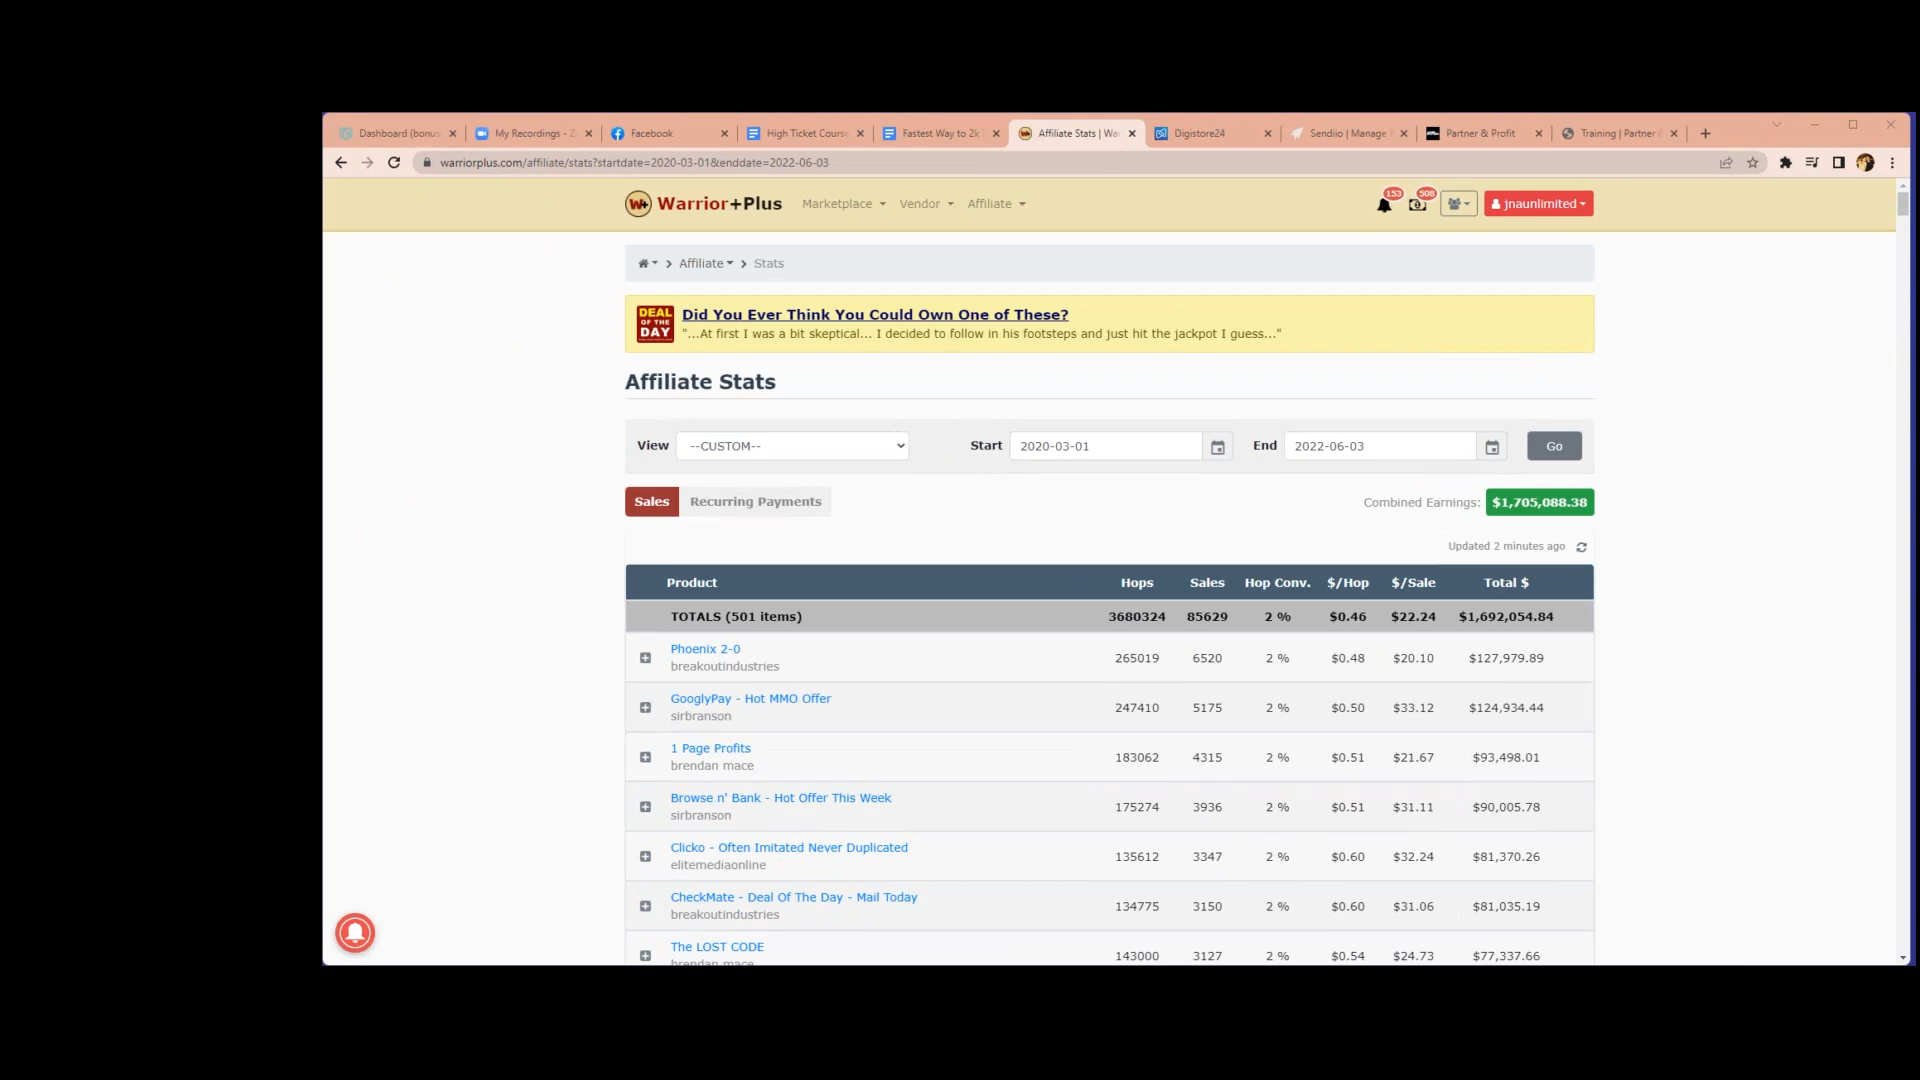 Dashboard (bonus
My Recordings - Z
Facebook
High Ticket Course
Fastest Way to 2k
Affiliate Stats | Wa
Digistore24
Sendiio | Manage
Partner & Profit
Training | Partner
warriorplus.com/affiliate/stats?startdate=2020-03-01&enddate=2022-06-03
W+ Warrior+Plus Marketplace Vendor Affiliate 153 508 jnaunlimited
Affiliate Stats
DEAL OF THE DAY
Did You Ever Think You Could Own One of These?
"...At first I was a bit skeptical... I decided to follow in his footsteps and just hit the jackpot I guess..."
Affiliate Stats
View --CUSTOM-- Start 2020-03-01 End 2022-06-03 Go
Sales Recurring Payments Combined Earnings: $1,705,088.38
Updated 2 minutes ago
Product Hops Sales Hop Conv. $/Hop $/Sale Total $
TOTALS (501 items) 3680324 85629 2 % $0.46 $22.24 $1,692,054.84
Phoenix 2-0
breakoutindustries
265019 6520 2 % $0.48 $20.10 $127,979.89
GooglyPay - Hot MMO Offer
sirbranson
247410 5175 2 % $0.50 $33.12 $124,934.44
1 Page Profits
brendan mace
183062 4315 2 % $0.51 $21.67 $93,498.01
Browse n' Bank - Hot Offer This Week
sirbranson
175274 3936 2 % $0.51 $31.11 $90,005.78
Clicko - Often Imitated Never Duplicated
elitemediaonline
135612 3347 2 % $0.60 $32.24 $81,370.26
CheckMate - Deal Of The Day - Mail Today
breakoutindustries
134775 3150 2 % $0.60 $31.06 $81,035.19
The LOST CODE
brendan mace
143000 3127 2 % $0.54 $24.73 $77,337.66